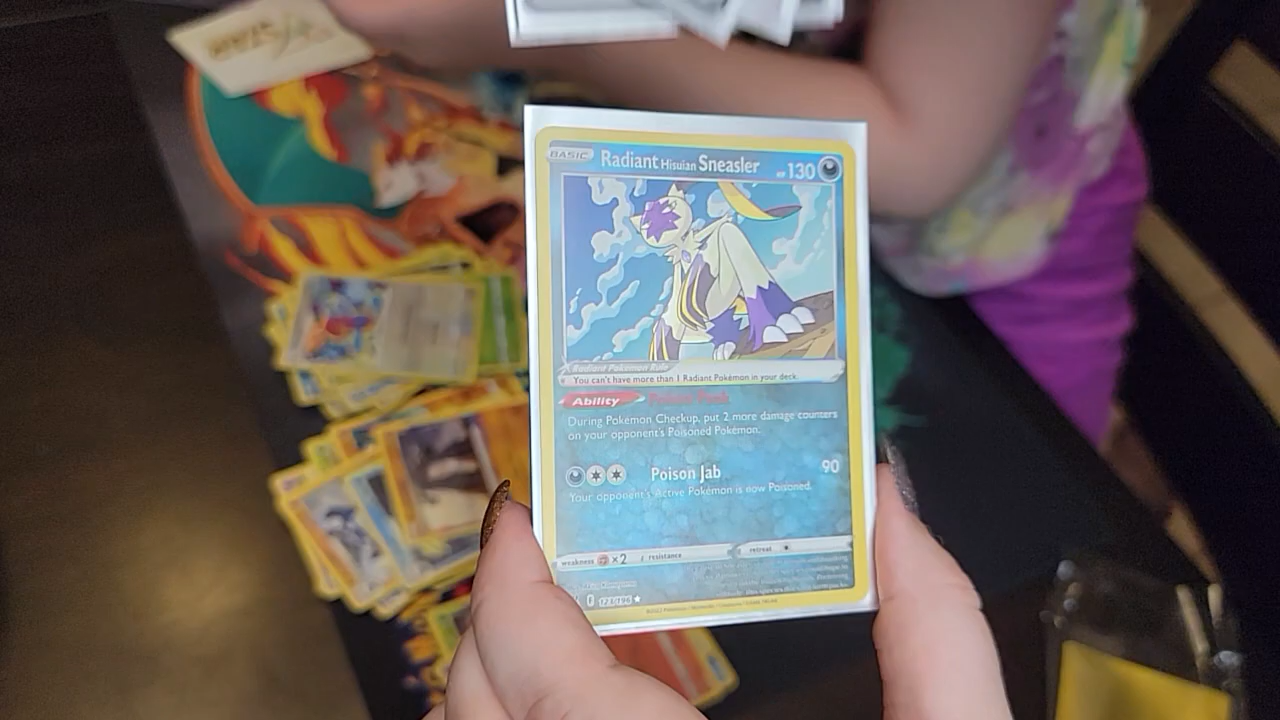 BASIC Radiant Hisuian Sneasler HP 130
Radiant Pokémon Rule
You can't have more than 1 Radiant Pokémon in your deck.
Ability
During Pokémon Checkup, put 2 more damage counters
on your opponent's Poisoned Pokémon.
Poison Jab 90
Your opponent's Active Pokémon is now Poisoned.
weakness ×2 resistance retreat
123/196